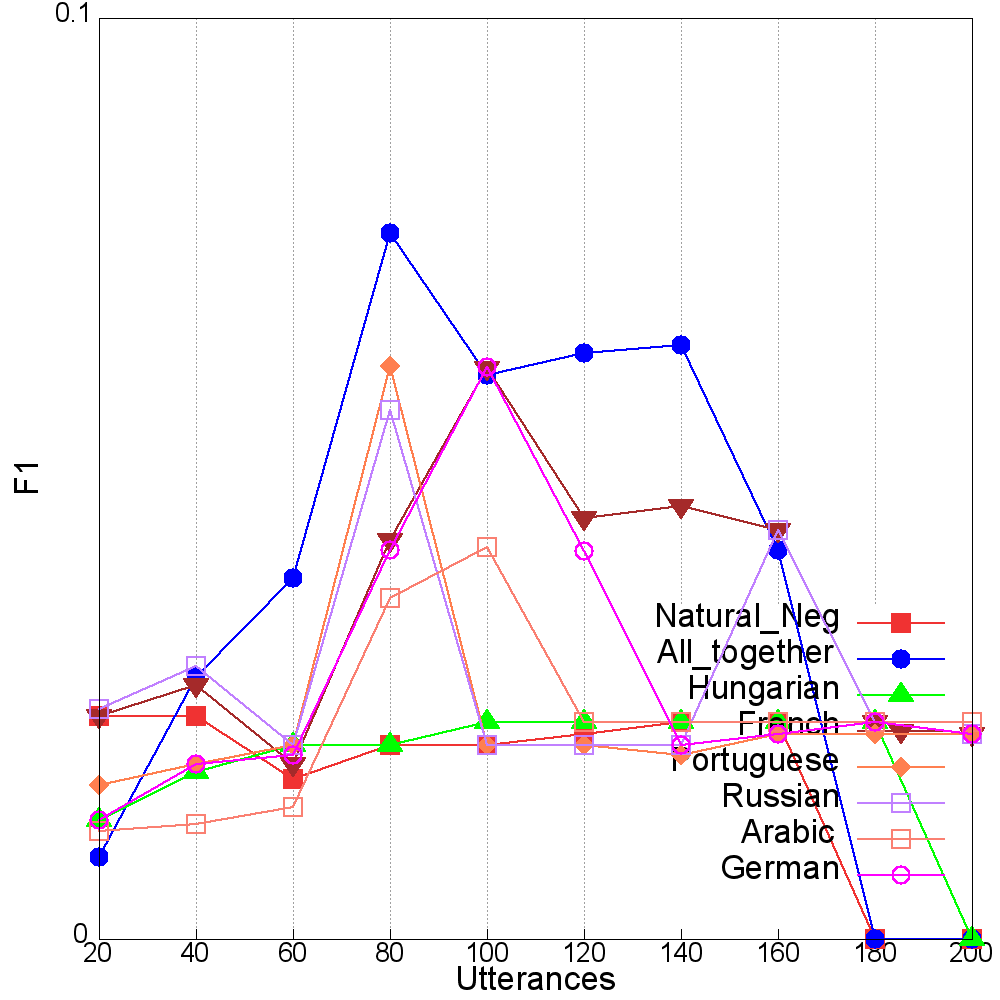 0.1
F1
Natural_Neg
All_together
Hungarian
French
Portuguese
Russian
Arabic
German
0
20 40 60 80 100 120 140 160 180 200
Utterances